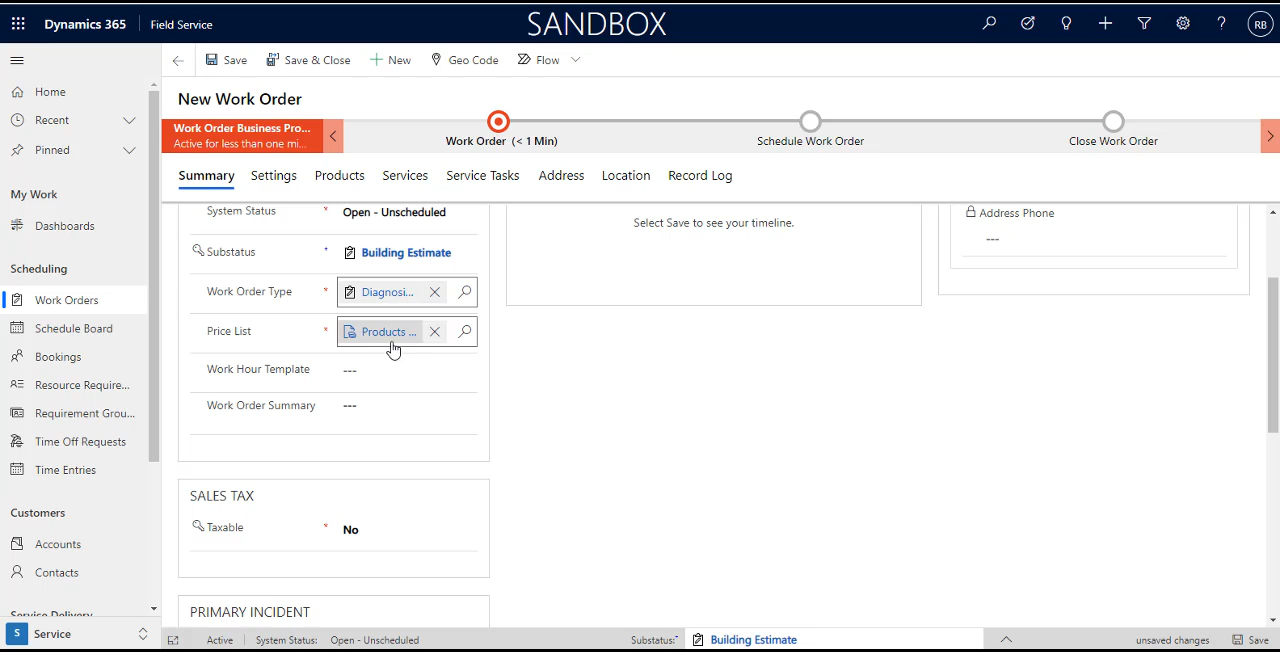 Dynamics 365 Field Service
SANDBOX
RB
Save
Save & Close
New
Geo Code
Flow
Home
Recent
Pinned
My Work
Dashboards
Scheduling
Work Orders
Schedule Board
Bookings
Resource Require...
Requirement Grou...
Time Off Requests
Time Entries
Customers
Accounts
Contacts
Service Delivery
S Service
New Work Order
Work Order Business Pro...
Active for less than one mi...
Work Order (< 1 Min)
Schedule Work Order
Close Work Order
Summary Settings Products Services Service Tasks Address Location Record Log
System Status * Open - Unscheduled
Substatus + Building Estimate
Work Order Type * Diagnosi...
Price List * Products ...
Work Hour Template ---
Work Order Summary ---
SALES TAX
Taxable * No
PRIMARY INCIDENT
Select Save to see your timeline.
Address Phone
---
Active System Status: Open - Unscheduled Substatus:+ Building Estimate unsaved changes Save